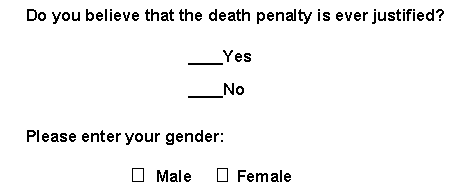 Do you believe that the death penalty is ever justified?
____Yes
____No
Please enter your gender:
☐ Male ☐ Female